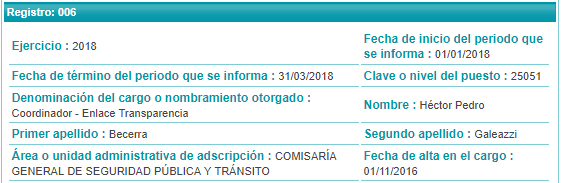 Registro: 006
Ejercicio : 2018
Fecha de inicio del periodo que
se informa : 01/01/2018
Fecha de término del periodo que se informa : 31/03/2018
Clave o nivel del puesto : 25051
Denominación del cargo o nombramiento otorgado :
Coordinador - Enlace Transparencia
Nombre : Héctor Pedro
Primer apellido : Becerra
Segundo apellido : Galeazzi
Área o unidad administrativa de adscripción : COMISARÍA
GENERAL DE SEGURIDAD PÚBLICA Y TRÁNSITO
Fecha de alta en el cargo :
01/11/2016